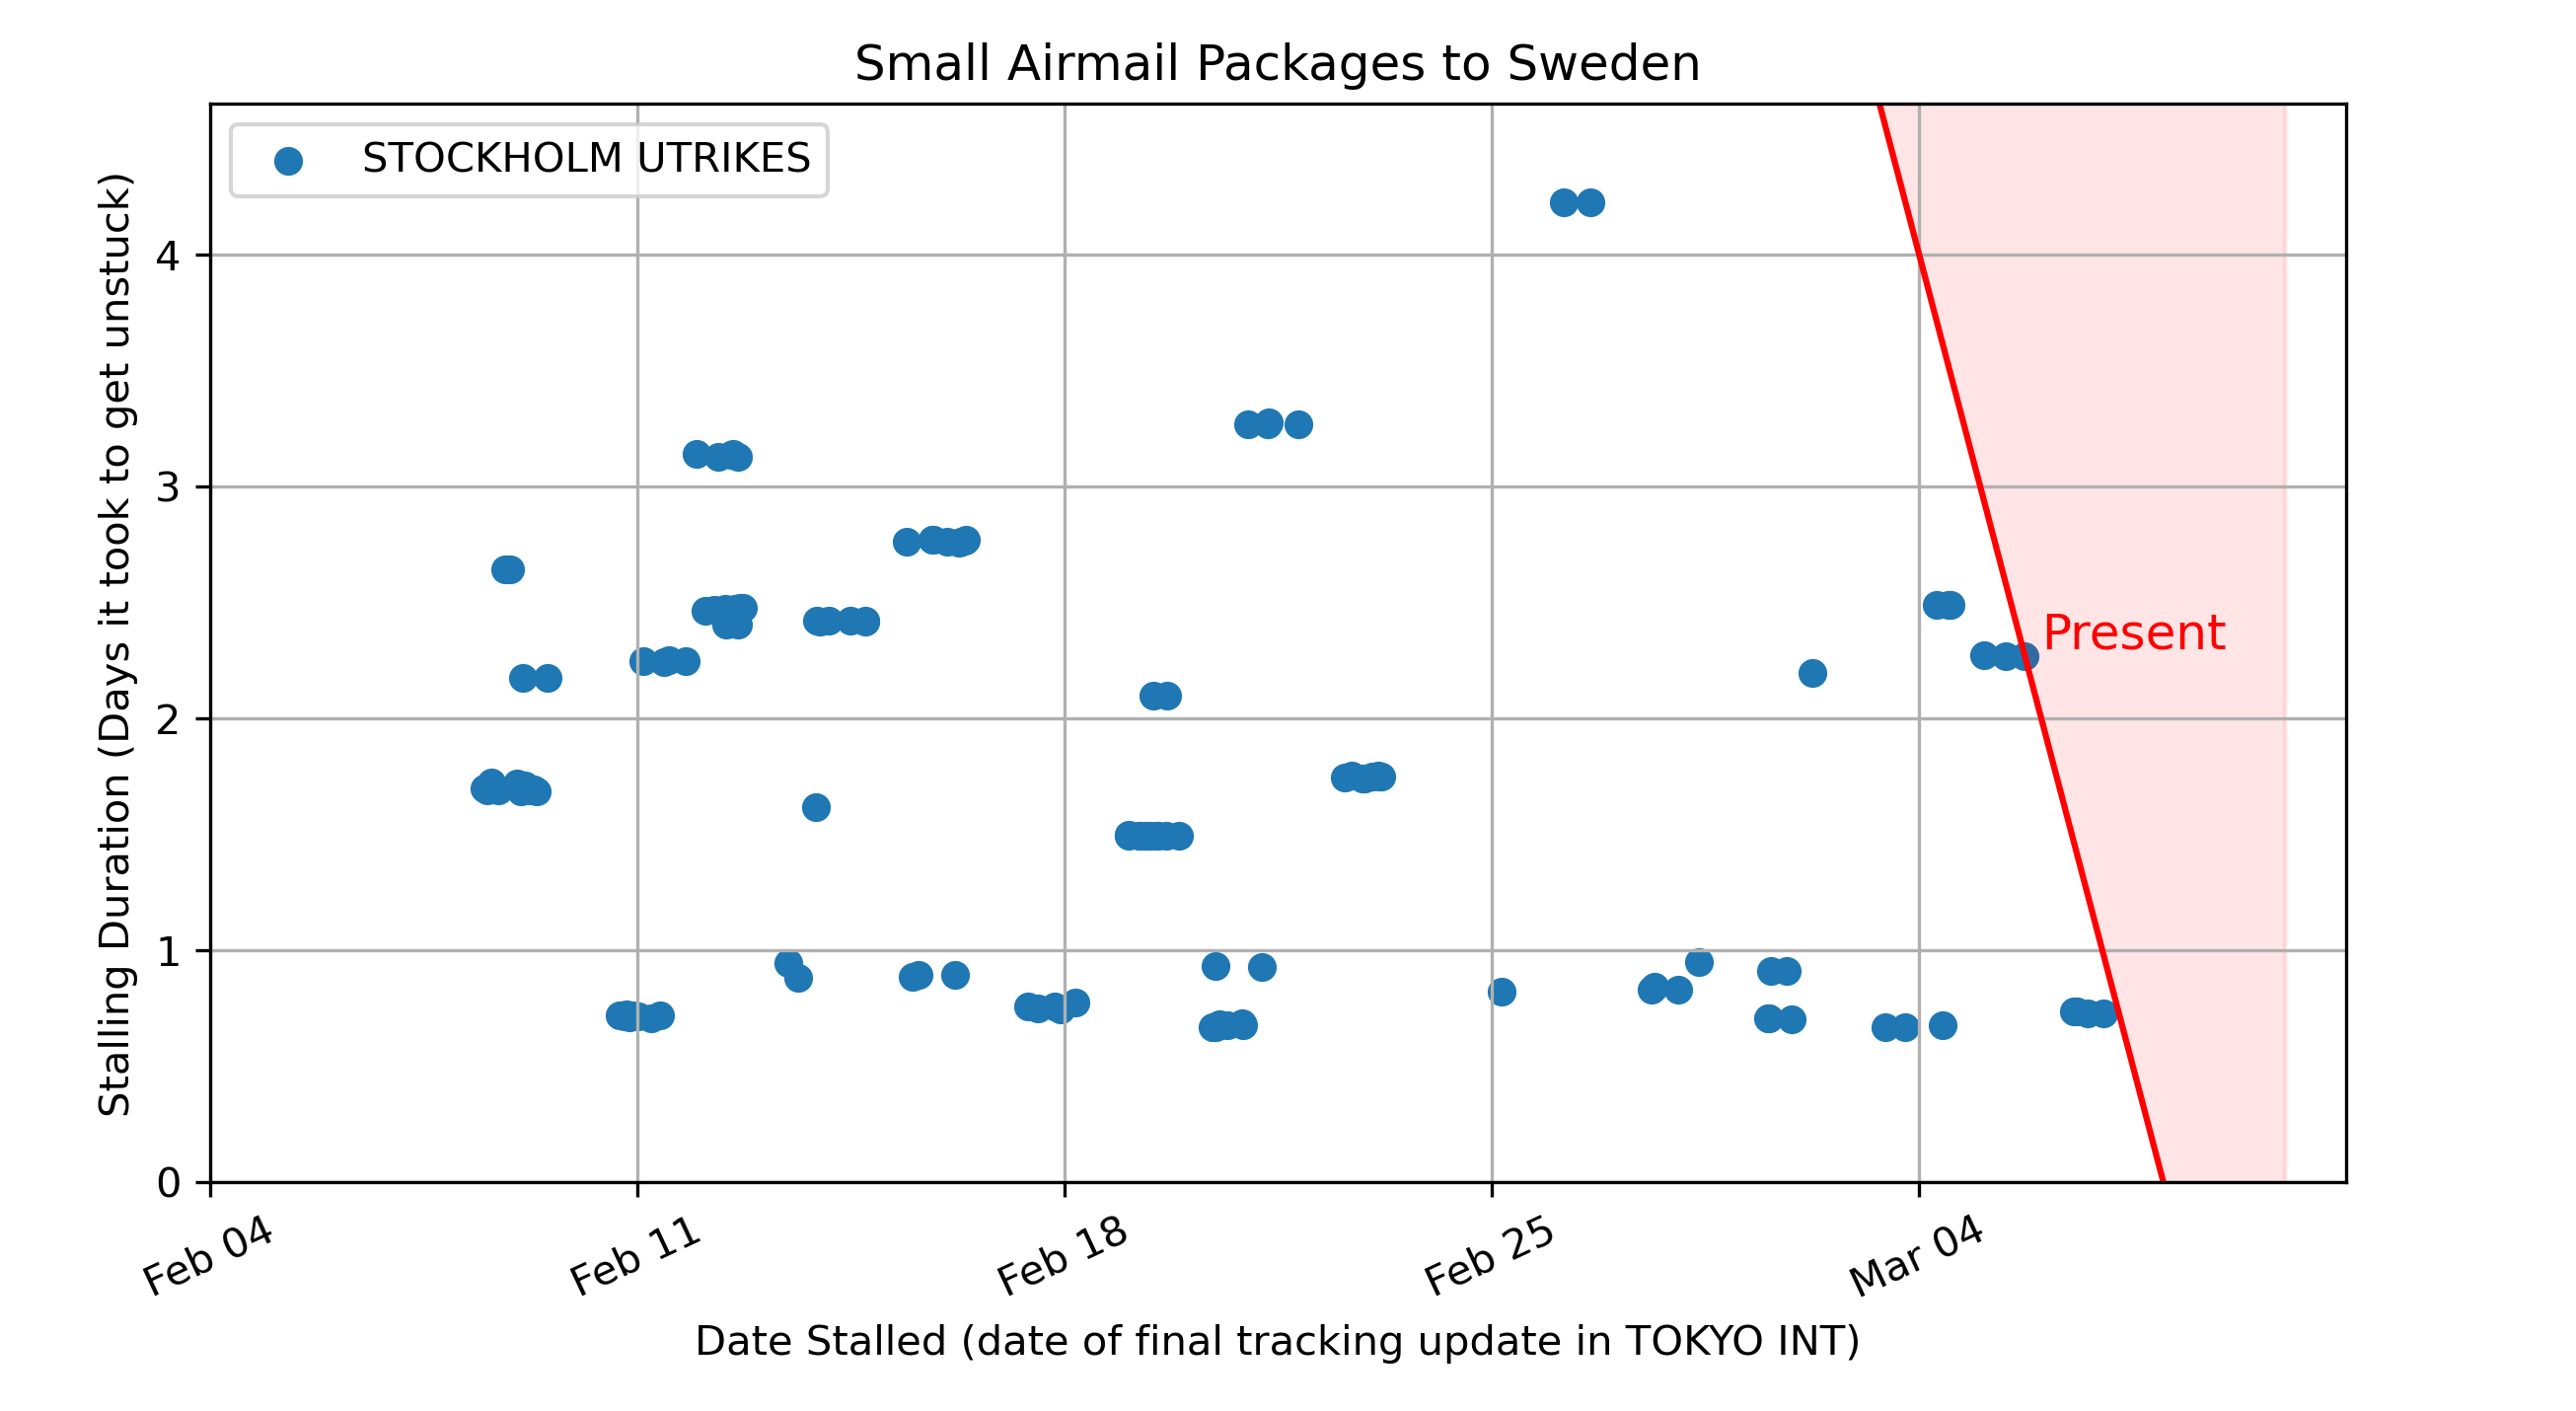 Small Airmail Packages to Sweden
STOCKHOLM UTRIKES
Stalling Duration (Days it took to get unstuck)
4
3
2
1
0
Present
Feb 04
Feb 11
Feb 18
Feb 25
Mar 04
Date Stalled (date of final tracking update in TOKYO INT)